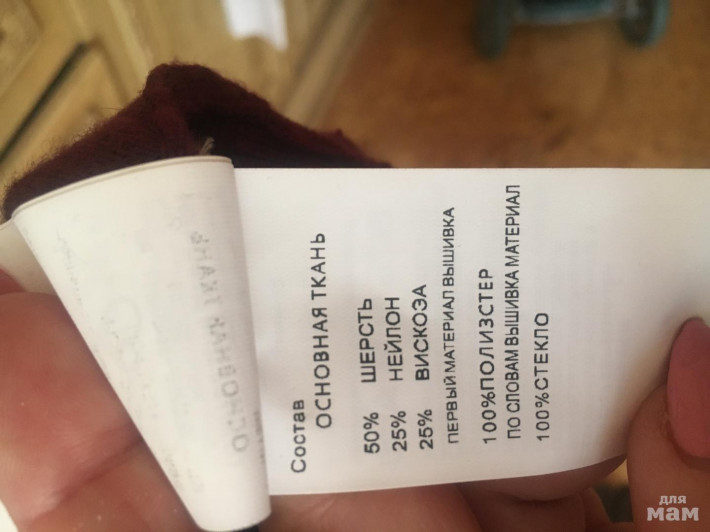 Состав
ОСНОВНАЯ ТКАНЬ
50% ШЕРСТЬ
25% НЕЙЛОН
25% ВИСКОЗА
ПЕРВЫЙ МАТЕРИАЛ ВЫШИВКА
100%ПОЛИЗСТЕР
ПО СЛОВАМ ВЫШИВКА МАТЕРИАЛ
100%СТЕКЛО
ОСНОВНАЯ ТКАНЬ
для
мам